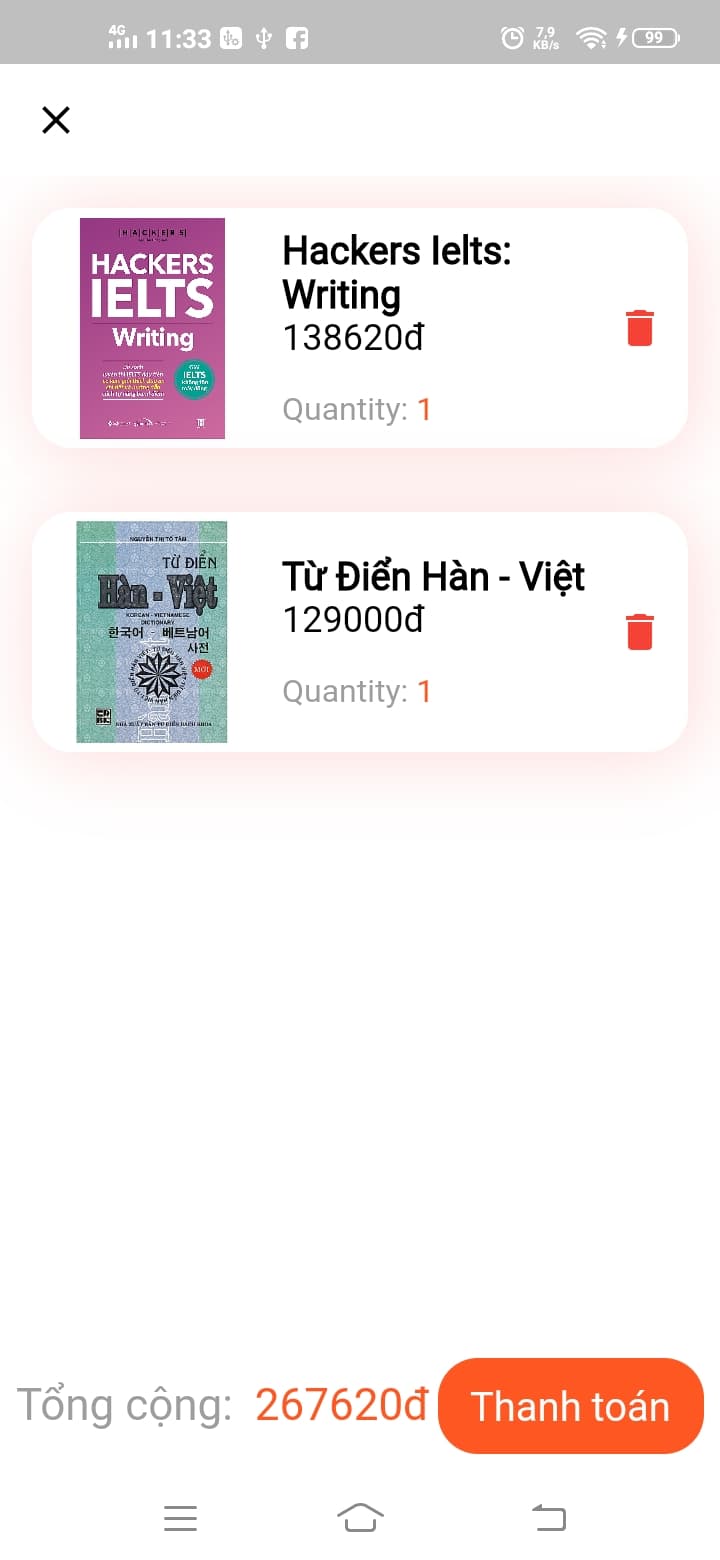 4G
11:33
7,9
KB/s
99
HACKERS
HACKERS
IELTS
Writing
IELTS
Hackers Ielts:
Writing
138620đ
Quantity: 1
NGUYỄN THỊ TỐ TÂM
TỪ ĐIỂN
Hàn - Việt
KOREAN - VIETNAMESE
DICTIONARY
한국어 - 베트남어
사전
MỚI
NHÀ XUẤT BẢN TỪ ĐIỂN BÁCH KHOA
Từ Điển Hàn - Việt
129000đ
Quantity: 1
Tổng cộng: 267620đ
Thanh toán